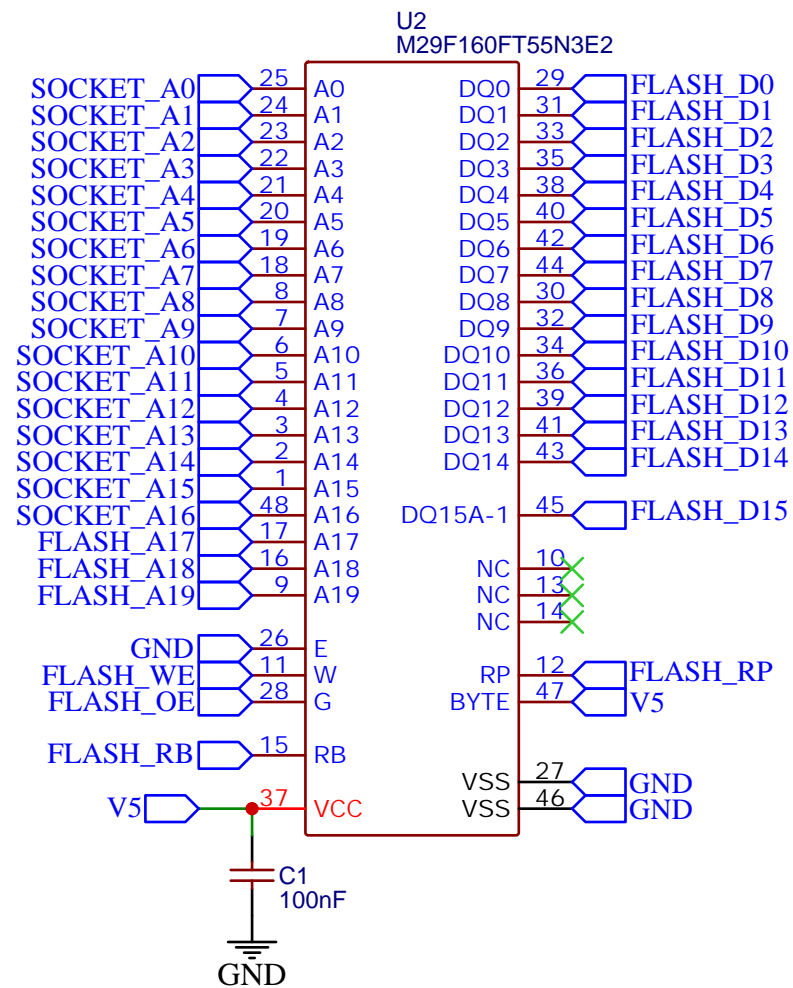 U2
M29F160FT55N3E2
SOCKET_A0 25 A0 DQ0 29 FLASH_D0
SOCKET_A1 24 A1 DQ1 31 FLASH_D1
SOCKET_A2 23 A2 DQ2 33 FLASH_D2
SOCKET_A3 22 A3 DQ3 35 FLASH_D3
SOCKET_A4 21 A4 DQ4 38 FLASH_D4
SOCKET_A5 20 A5 DQ5 40 FLASH_D5
SOCKET_A6 19 A6 DQ6 42 FLASH_D6
SOCKET_A7 18 A7 DQ7 44 FLASH_D7
SOCKET_A8 8 A8 DQ8 30 FLASH_D8
SOCKET_A9 7 A9 DQ9 32 FLASH_D9
SOCKET_A10 6 A10 DQ10 34 FLASH_D10
SOCKET_A11 5 A11 DQ11 36 FLASH_D11
SOCKET_A12 4 A12 DQ12 39 FLASH_D12
SOCKET_A13 3 A13 DQ13 41 FLASH_D13
SOCKET_A14 2 A14 DQ14 43 FLASH_D14
SOCKET_A15 1 A15
SOCKET_A16 48 A16 DQ15A-1 45 FLASH_D15
FLASH_A17 17 A17
FLASH_A18 16 A18 NC 10
FLASH_A19 9 A19 NC 13
NC 14
GND 26 E
FLASH_WE 11 W RP 12 FLASH_RP
FLASH_OE 28 G BYTE 47 V5
FLASH_RB 15 RB
VSS 27 GND
V5 37 VCC VSS 46 GND
C1
100nF
GND